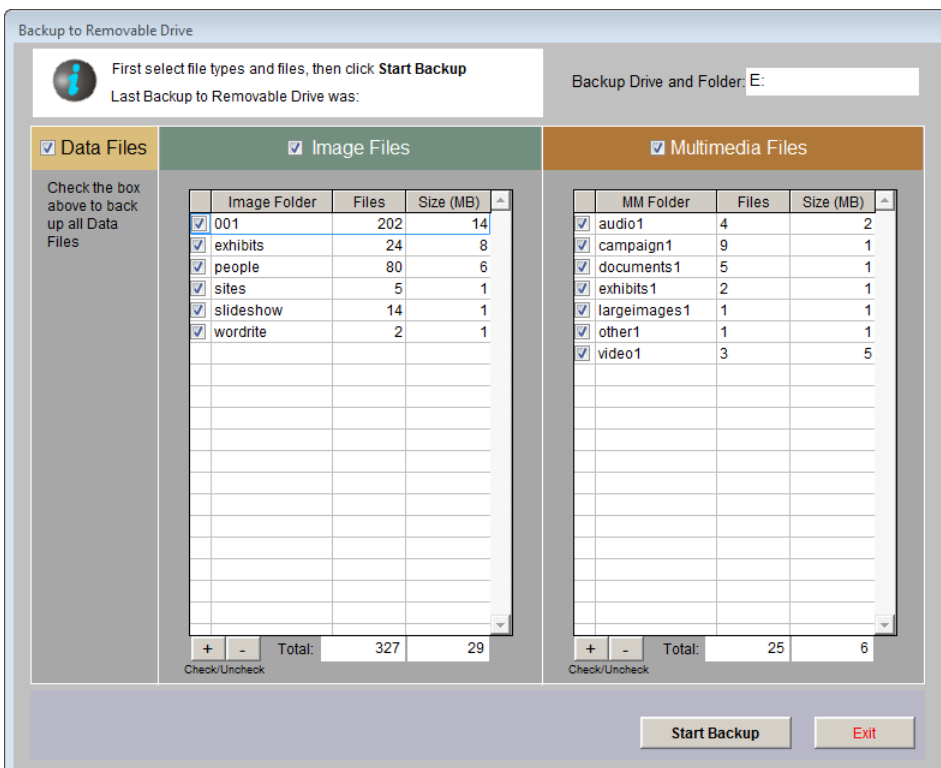 Backup to Removable Drive
First select file types and files, then click Start Backup
Last Backup to Removable Drive was:
Backup Drive and Folder: E:
Data Files
Check the box
above to back
up all Data
Files
Image Files
Image Folder Files Size (MB)
001 202 14
exhibits 24 8
people 80 6
sites 5 1
slideshow 14 1
wordrite 2 1
+ - Total: 327 29
Check/Uncheck
Multimedia Files
MM Folder Files Size (MB)
audio1 4 2
campaign1 9 1
documents1 5 1
exhibits1 2 1
largeimages1 1 1
other1 1 1
video1 3 5
+ - Total: 25 6
Check/Uncheck
Start Backup Exit